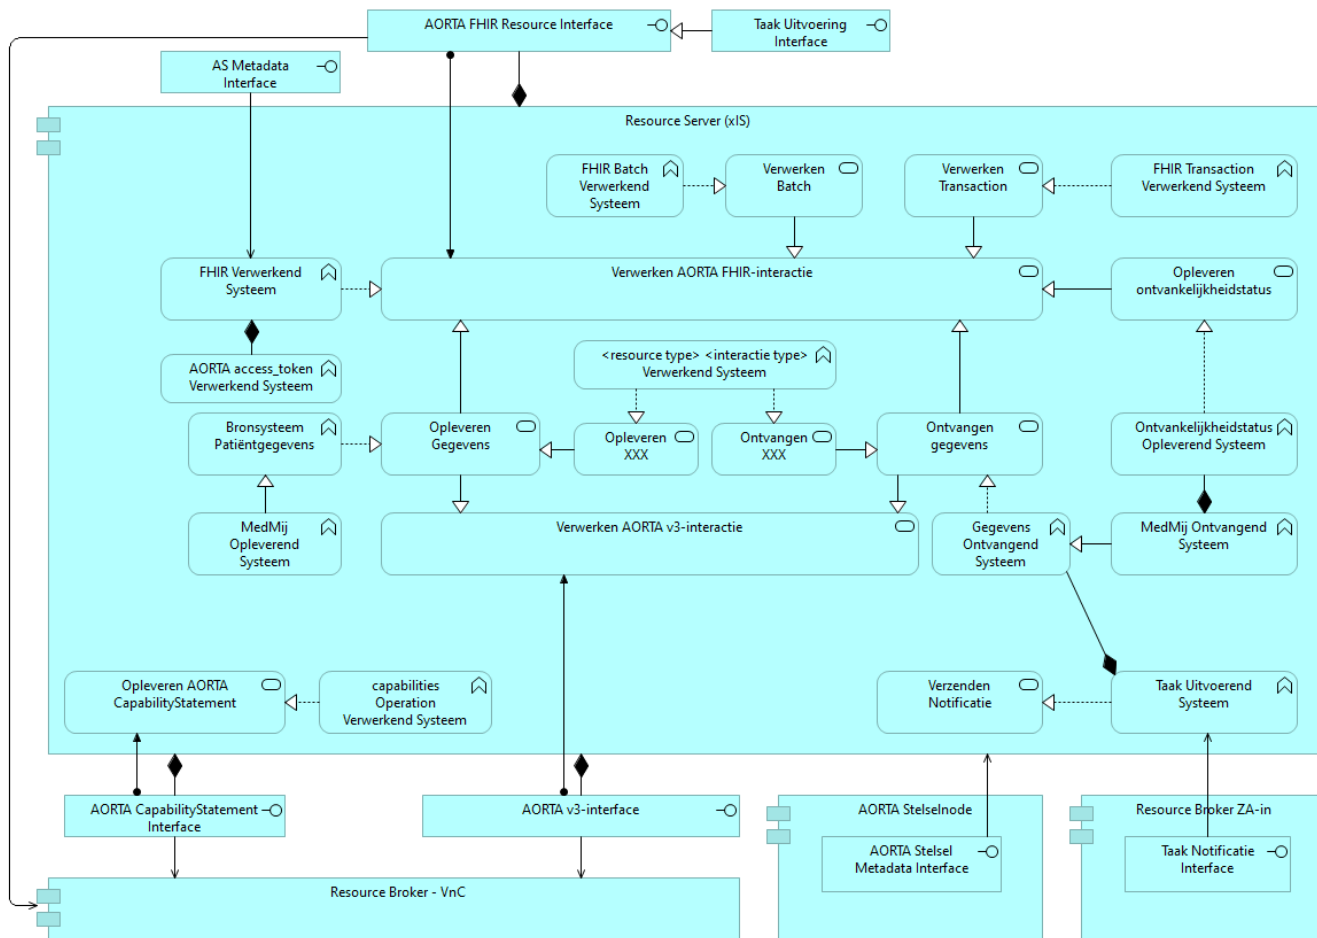 AORTA FHIR Resource Interface
Taak Uitvoering
Interface
AS Metadata
Interface
Resource Server (xIS)
FHIR Batch
Verwerkend
Systeem
Verwerken
Batch
Verwerken
Transaction
FHIR Transaction
Verwerkend Systeem
FHIR Verwerkend
Systeem
Verwerken AORTA FHIR-interactie
Opleveren
ontvankelijkheidstatus
AORTA access_token
Verwerkend Systeem
<resource type> <interactie type>
Verwerkend Systeem
Bronsysteem
Patiëntgegevens
Opleveren
Gegevens
Opleveren
XXX
Ontvangen
XXX
Ontvangen
gegevens
Ontvankelijkheidstatus
Opleverend Systeem
MedMij
Opleverend
Systeem
Verwerken AORTA v3-interactie
Gegevens
Ontvangend
Systeem
MedMij Ontvangend
Systeem
Opleveren AORTA
CapabilityStatement
capabilities
Operation
Verwerkend Systeem
Verzenden
Notificatie
Taak Uitvoerend
Systeem
AORTA CapabilityStatement
Interface
AORTA v3-interface
AORTA Stelselnode
AORTA Stelsel
Metadata Interface
Resource Broker ZA-in
Taak Notificatie
Interface
Resource Broker - VnC